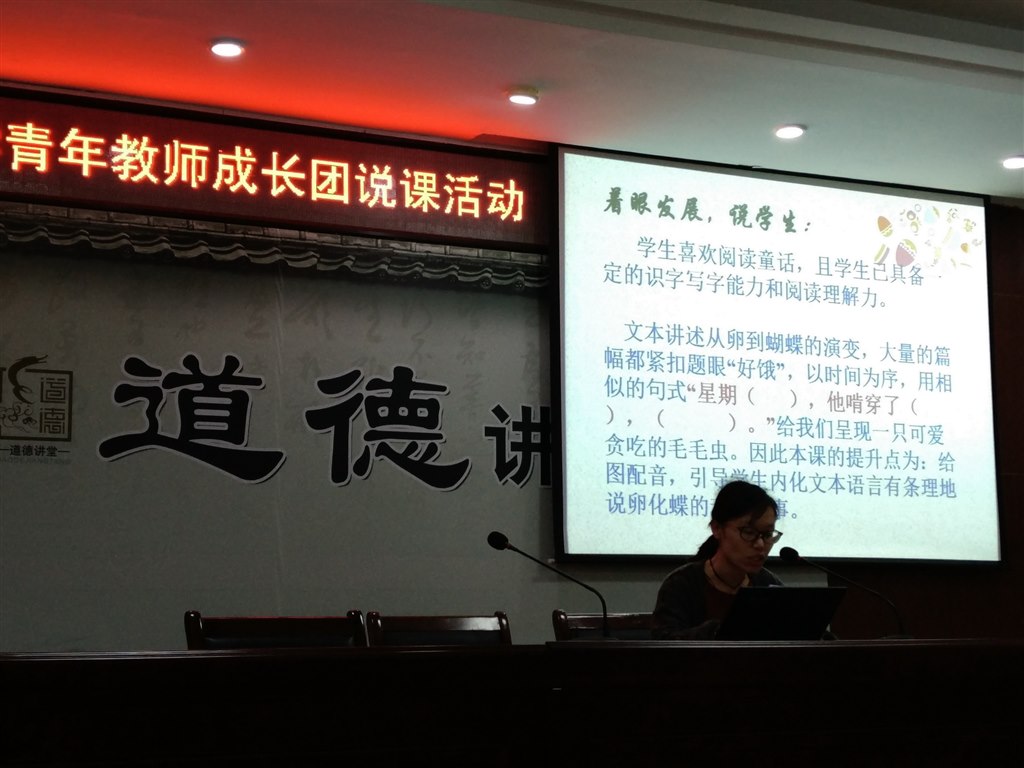 青年教师成长团说课活动
着眼发展，说学生：
学生喜欢阅读童话，且学生已具备一
定的识字写字能力和阅读理解力。
文本讲述从卵到蝴蝶的演变，大量的篇
幅都紧扣题眼“好饿”，以时间为序，用相
似的句式“星期（ ），他啃穿了（
），（ ）。”给我们呈现一只可爱
贪吃的毛毛虫。因此本课的提升点为：给
图配音，引导学生内化文本语言有条理地
说卵化蝶的 事。
道德讲
道德
—道德讲堂—